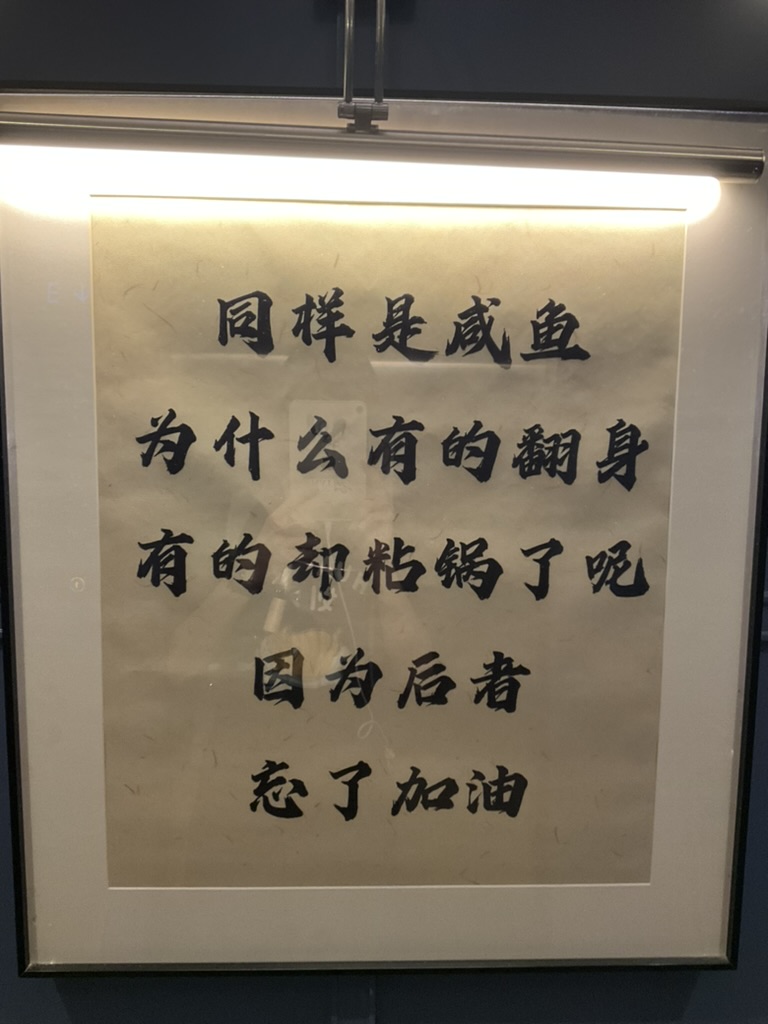 同样是咸鱼
为什么有的翻身
有的却粘锅了呢
因为后者
忘了加油